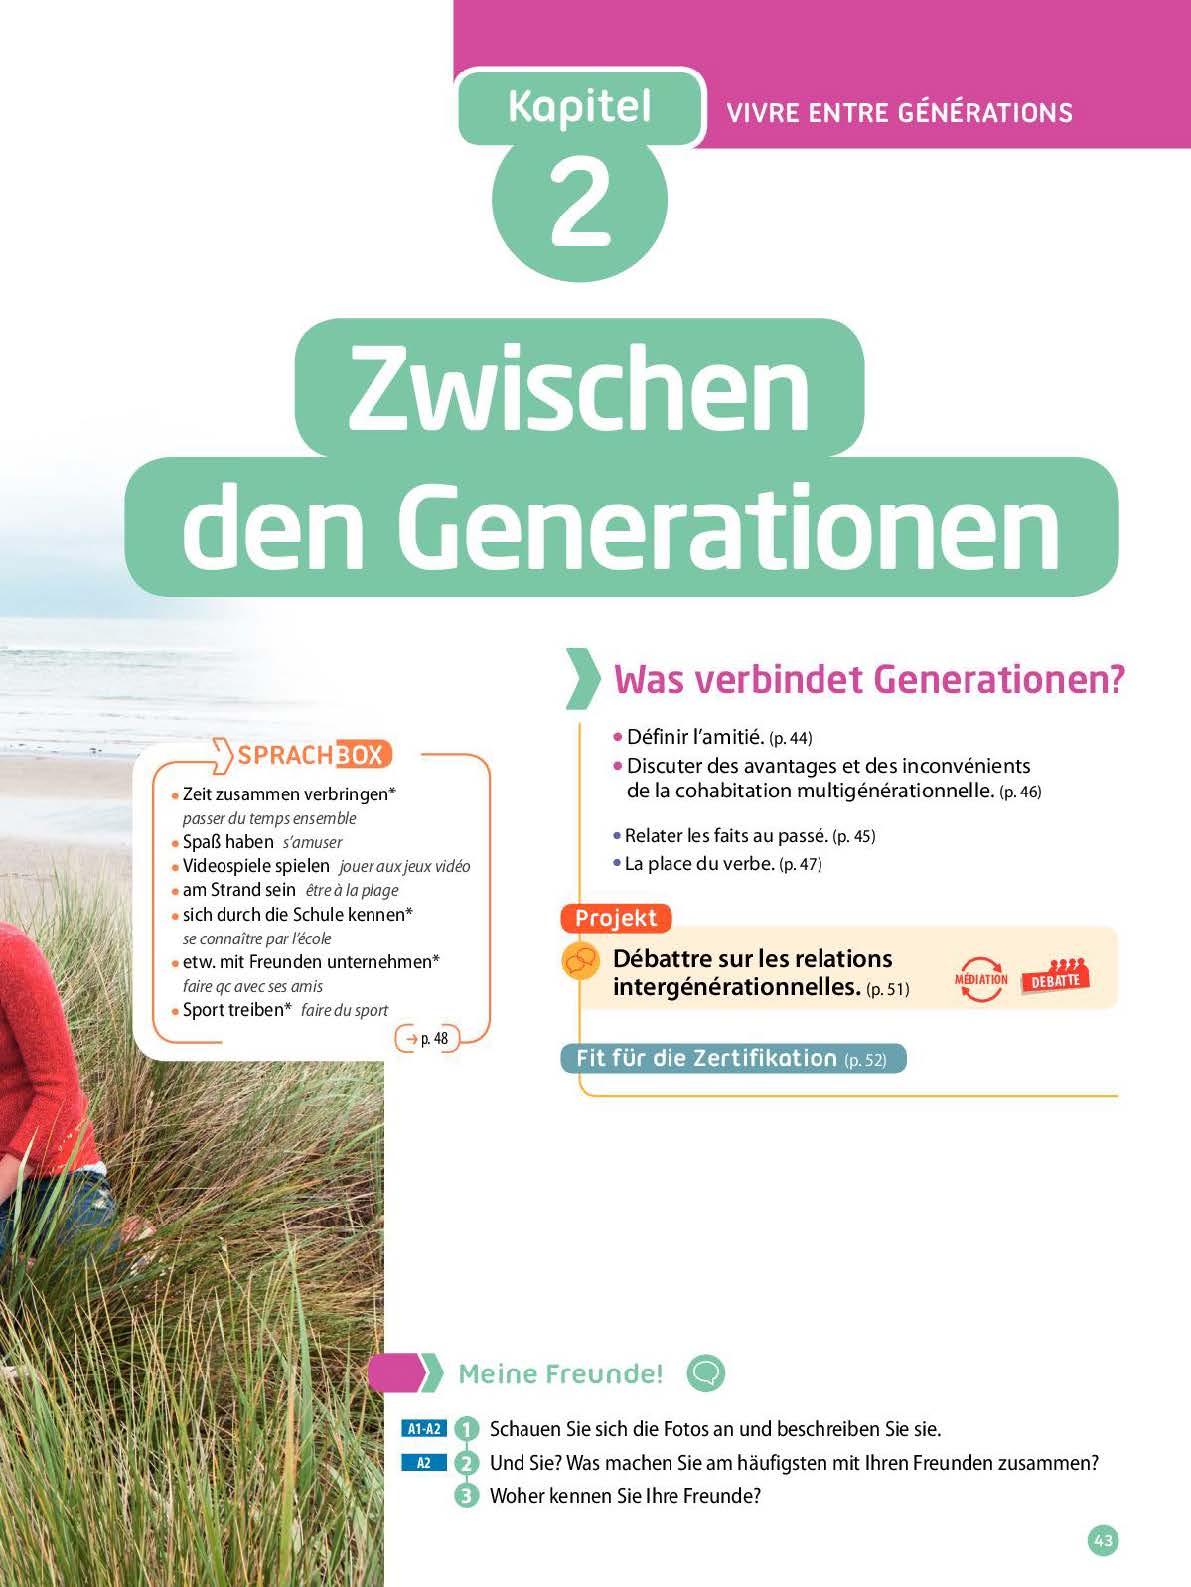 Kapitel
2
VIVRE ENTRE GÉNÉRATIONS
Zwischen
den Generationen
Was verbindet Generationen?
• Définir l'amitié. (p. 44)
• Discuter des avantages et des inconvénients
de la cohabitation multigénérationnelle. (p. 46)
• Relater les faits au passé. (p. 45)
• La place du verbe. (p. 47)
Projekt
Débattre sur les relations
intergénérationnelles. (p. 51)
MÉDIATION
DEBATTE
Fit für die Zertifikation (p. 52)
SPRACHBOX
• Zeit zusammen verbringen*
passer du temps ensemble
• Spaß haben s'amuser
• Videospiele spielen jouer aux jeux vidéo
• am Strand sein être à la plage
• sich durch die Schule kennen*
se connaître par l'école
• etw. mit Freunden unternehmen*
faire qc avec ses amis
• Sport treiben* faire du sport
→ p. 48
Meine Freunde!
A1-A2 1 Schauen Sie sich die Fotos an und beschreiben Sie sie.
A2 2 Und Sie? Was machen Sie am häufigsten mit Ihren Freunden zusammen?
3 Woher kennen Sie Ihre Freunde?
43